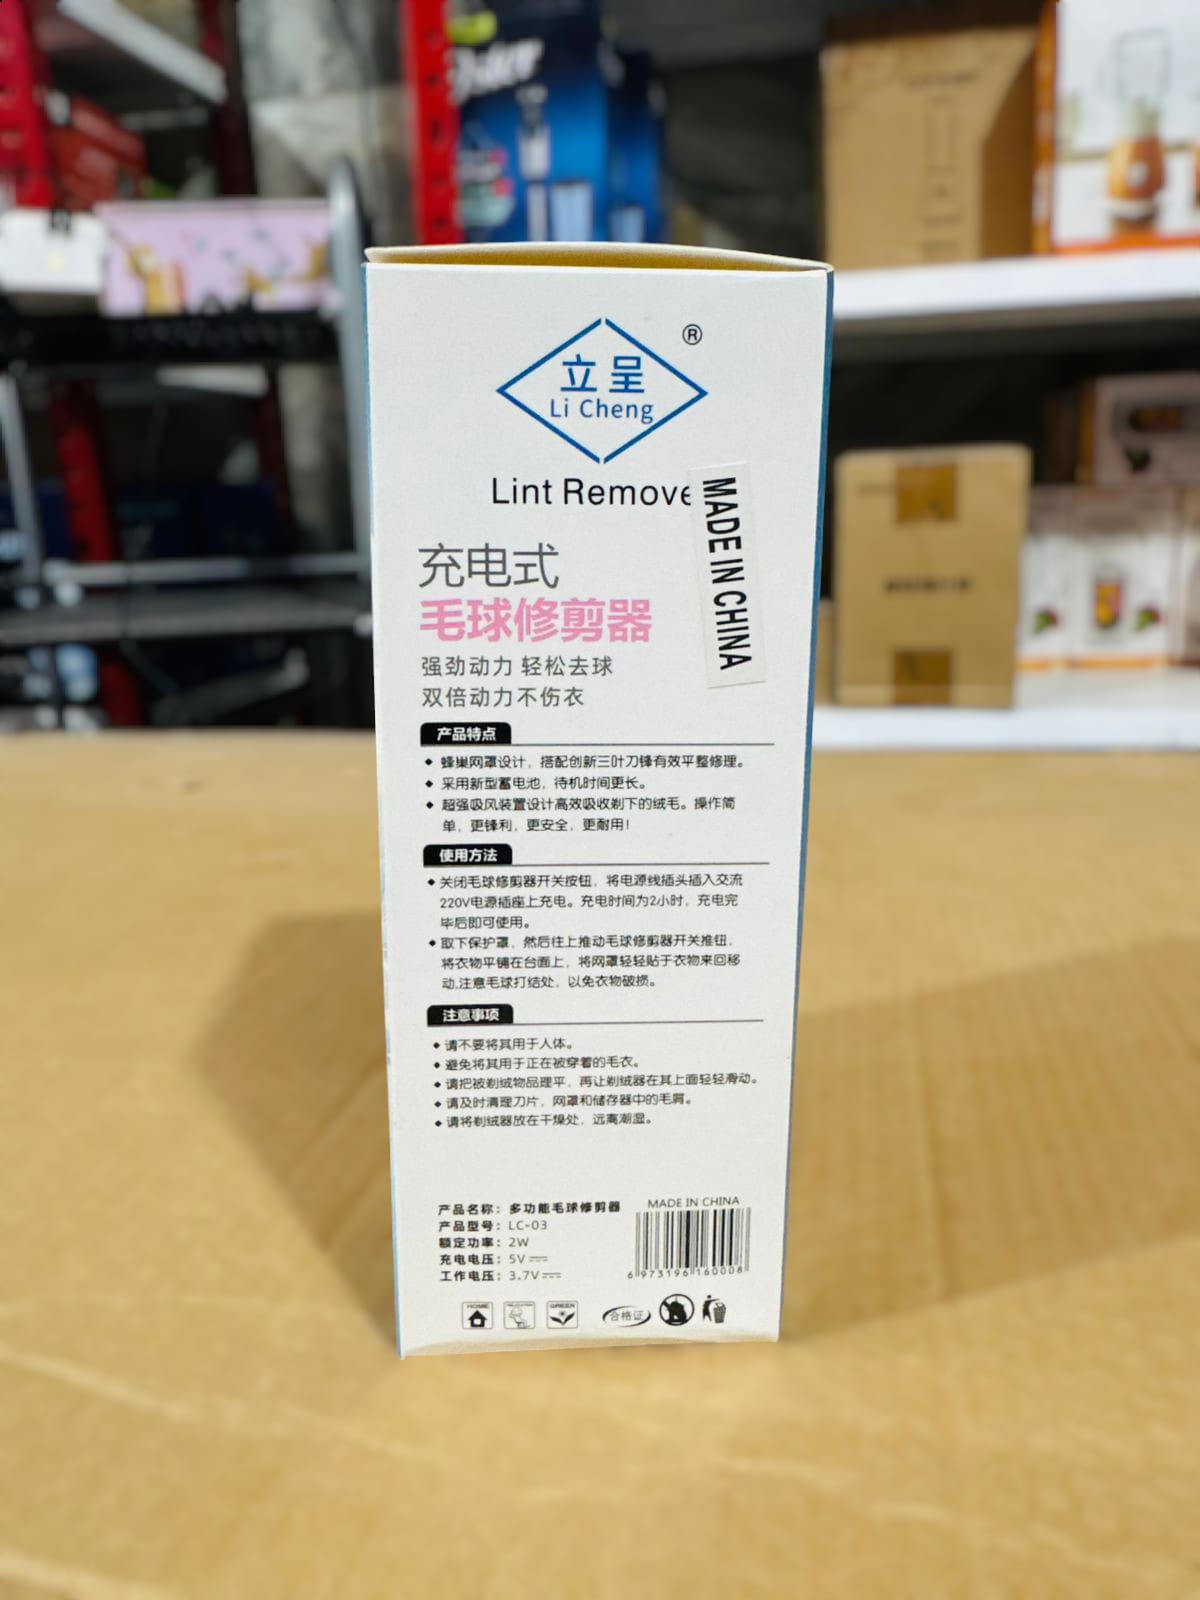 Oster
立呈
Li Cheng
®
Lint Remove
MADE IN CHINA
充电式
毛球修剪器
强劲动力 轻松去球
双倍动力不伤衣
产品特点
◆ 蜂巢网罩设计，搭配创新三叶刀锋有效平整修理。
◆ 采用新型蓄电池，待机时间更长。
◆ 超强吸风装置设计高效吸收剃下的绒毛。操作简
单，更锋利，更安全，更耐用！
使用方法
◆ 关闭毛球修剪器开关按钮，将电源线插头插入交流
220V电源插座上充电。充电时间为2小时，充电完
毕后即可使用。
◆ 取下保护罩，然后往上推动毛球修剪器开关推钮，
将衣物平铺在台面上，将网罩轻轻贴于衣物来回移
动,注意毛球打结处，以免衣物破损。
注意事项
◆ 请不要将其用于人体。
◆ 避免将其用于正在被穿着的毛衣。
◆ 请把被剃绒物品理平，再让剃绒器在其上面轻轻滑动。
◆ 请及时清理刀片，网罩和储存器中的毛屑。
◆ 请将剃绒器放在干燥处，远离潮湿。
产品名称：多功能毛球修剪器
产品型号：LC-03
额定功率：2W
充电电压：5V
工作电压：3.7V
MADE IN CHINA
6 973196 160008
HOME
GREEN
合格证